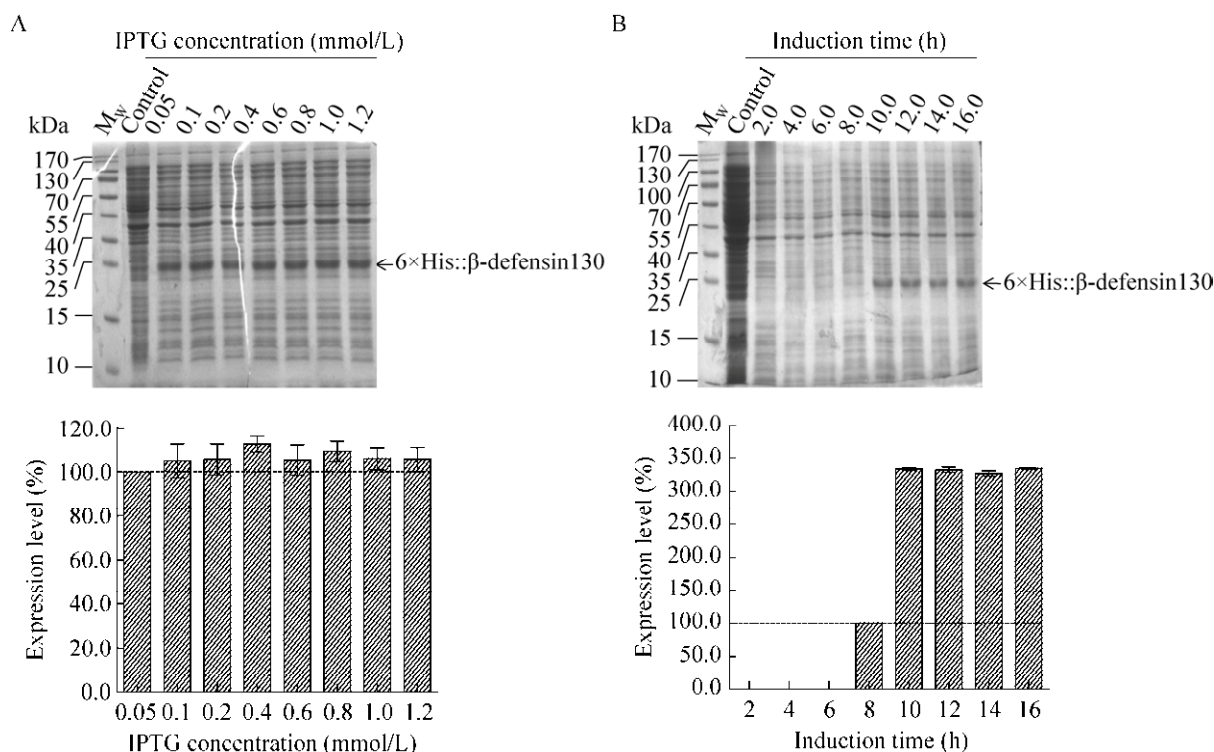 A
IPTG concentration (mmol/L)
kDa
Mw Control 0.05 0.1 0.2 0.4 0.6 0.8 1.0 1.2
170
130
70
55
40
35
25
15
10
←6×His::β-defensin130
B
Induction time (h)
kDa
Mw Control 2.0 4.0 6.0 8.0 10.0 12.0 14.0 16.0
170
130
100
70
55
40
35
25
15
10
←6×His::β-defensin130
Expression level (%)
120.0
100.0
80.0
60.0
40.0
20.0
0.0
0.05 0.1 0.2 0.4 0.6 0.8 1.0 1.2
IPTG concentration (mmol/L)
Expression level (%)
400.0
350.0
300.0
250.0
200.0
150.0
100.0
50.0
0.0
2 4 6 8 10 12 14 16
Induction time (h)